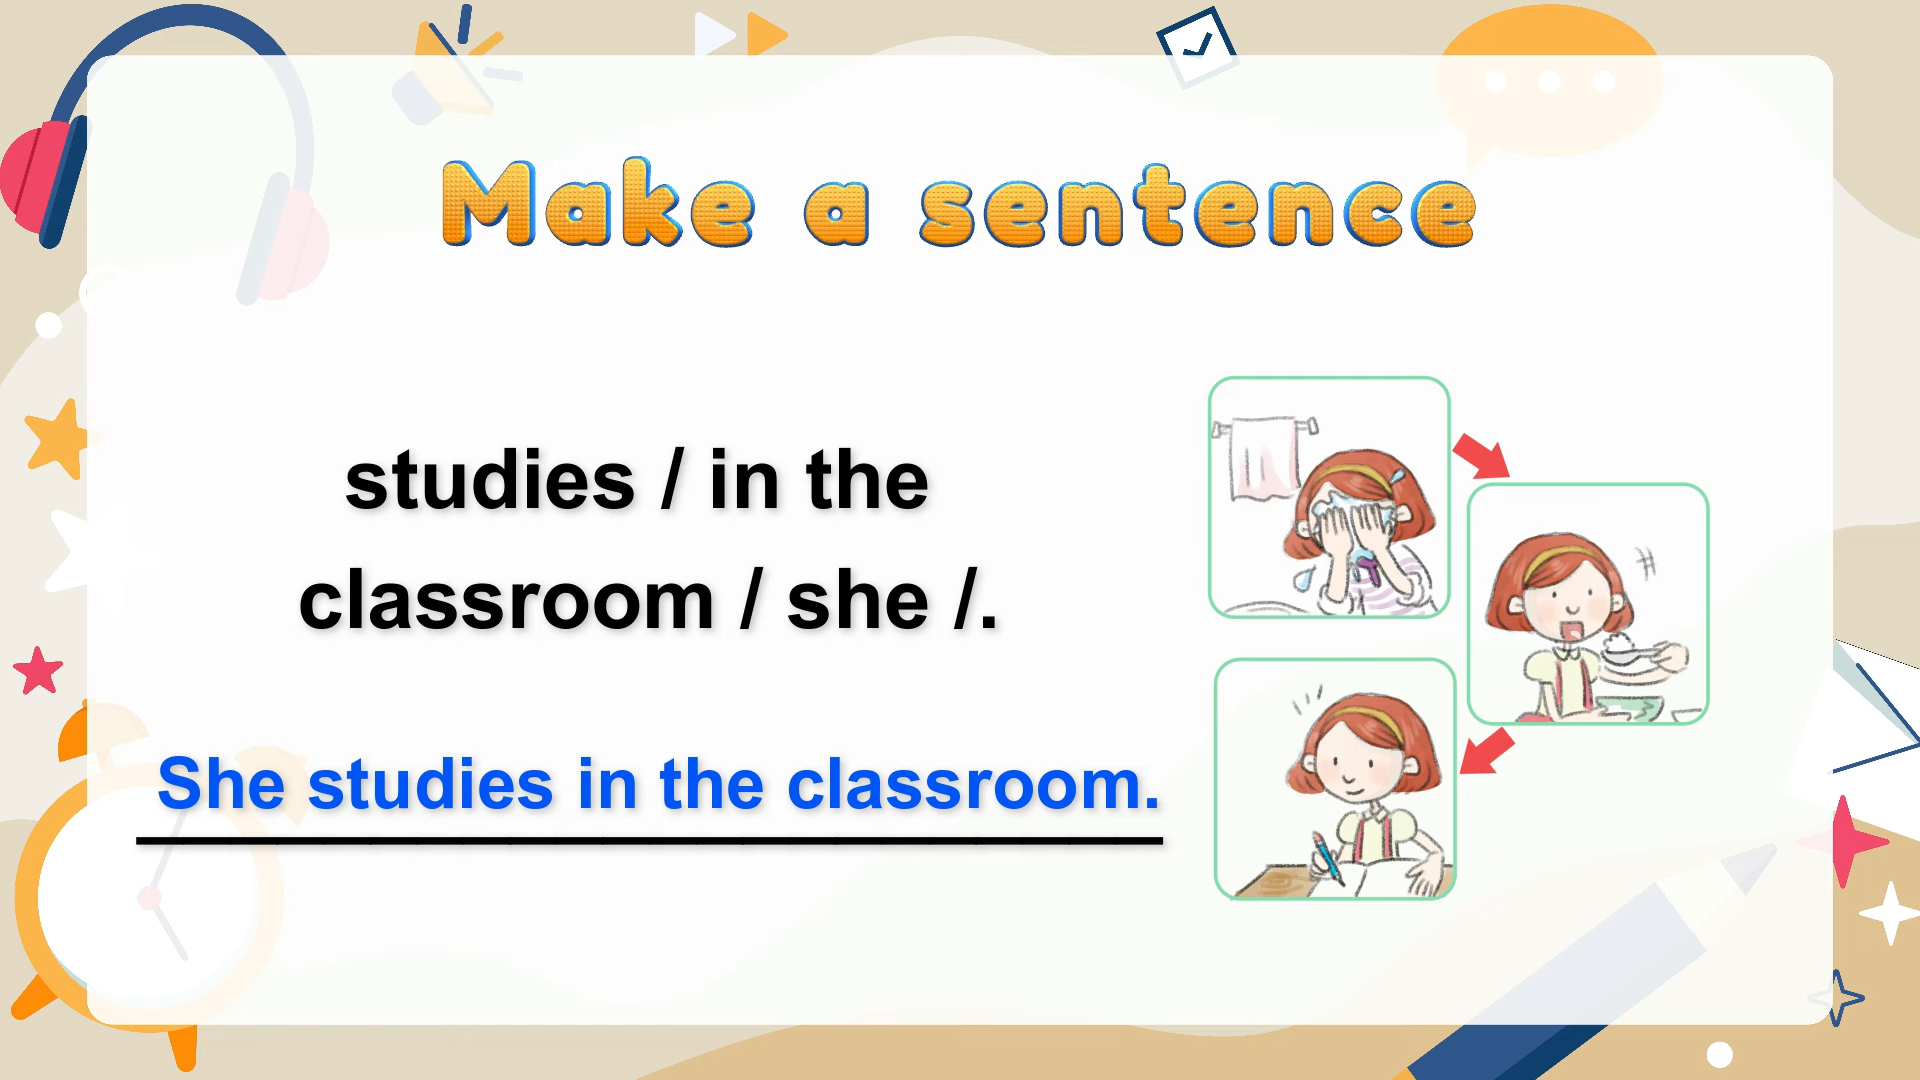 Make a sentence
studies / in the
classroom / she /.
She studies in the classroom.